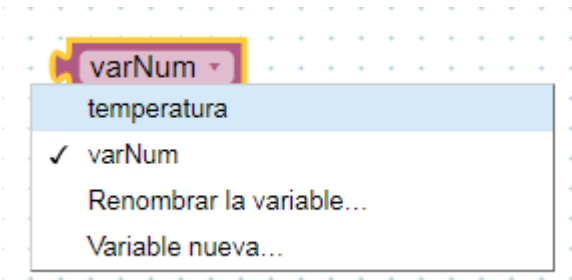 varNum
temperatura
✓ varNum
Renombrar la variable...
Variable nueva...